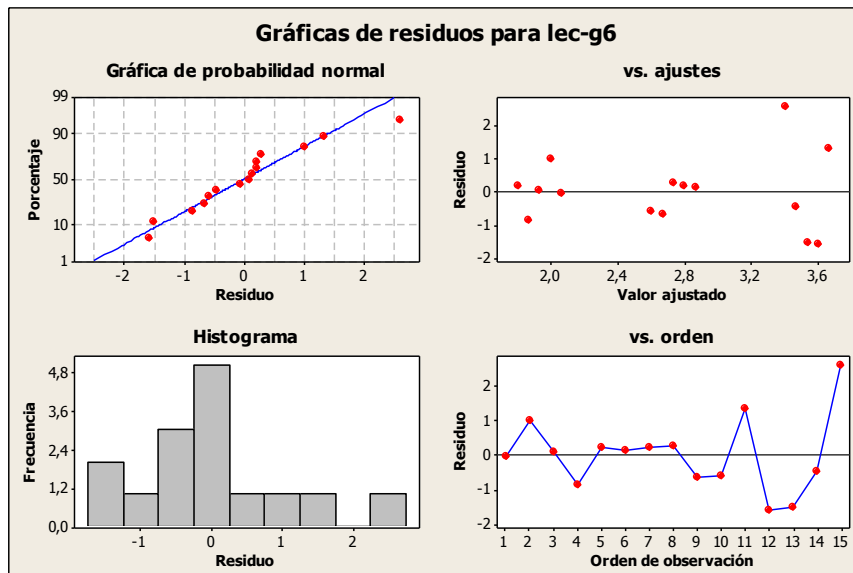 Gráficas de residuos para lec-g6
Gráfica de probabilidad normal
99
90
50
10
1
Porcentaje
-2 -1 0 1 2
Residuo
vs. ajustes
2
1
0
-1
-2
Residuo
2,0 2,4 2,8 3,2 3,6
Valor ajustado
Histograma
4,8
3,6
2,4
1,2
0,0
Frecuencia
-1 0 1 2
Residuo
vs. orden
2
1
0
-1
-2
Residuo
1 2 3 4 5 6 7 8 9 10 11 12 13 14 15
Orden de observación